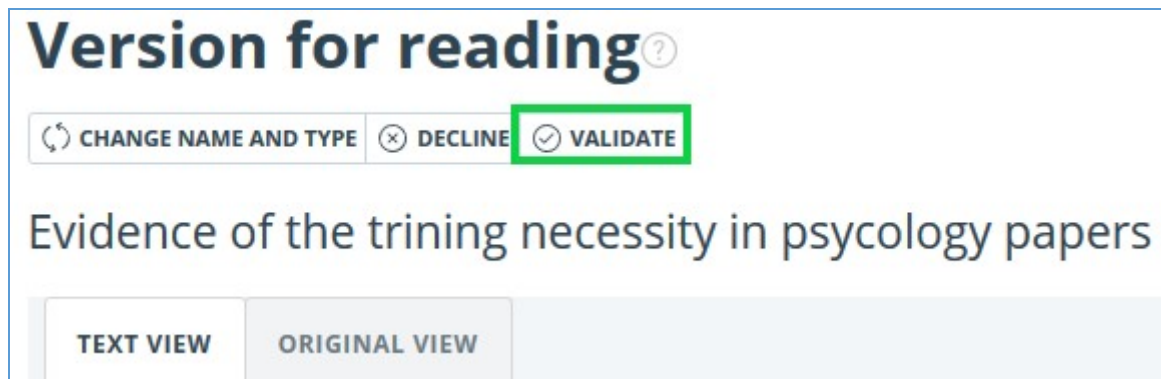 Version for reading ?
CHANGE NAME AND TYPE DECLINE VALIDATE
Evidence of the trining necessity in psycology papers
TEXT VIEW ORIGINAL VIEW